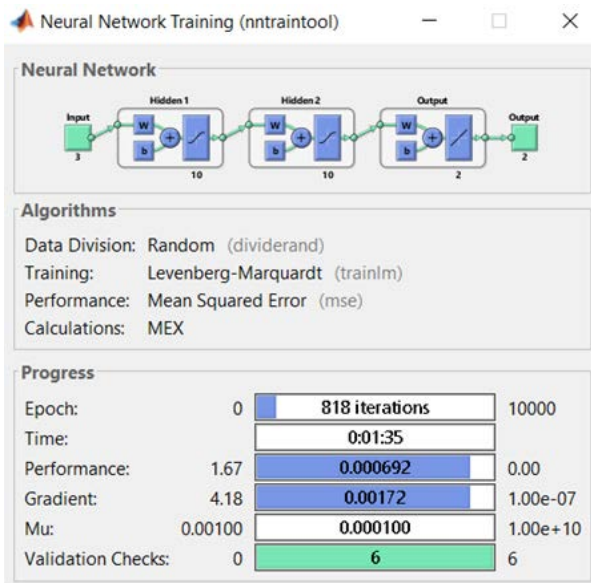 Neural Network Training (nntraintool)
Neural Network
Hidden 1 Hidden 2 Output
Input Output
W W W
+ + +
b b b
3 10 10 2 2
Algorithms
Data Division: Random (dividerand)
Training: Levenberg-Marquardt (trainlm)
Performance: Mean Squared Error (mse)
Calculations: MEX
Progress
Epoch: 0 818 iterations 10000
Time: 0:01:35
Performance: 1.67 0.000692 0.00
Gradient: 4.18 0.00172 1.00e-07
Mu: 0.00100 0.000100 1.00e+10
Validation Checks: 0 6 6